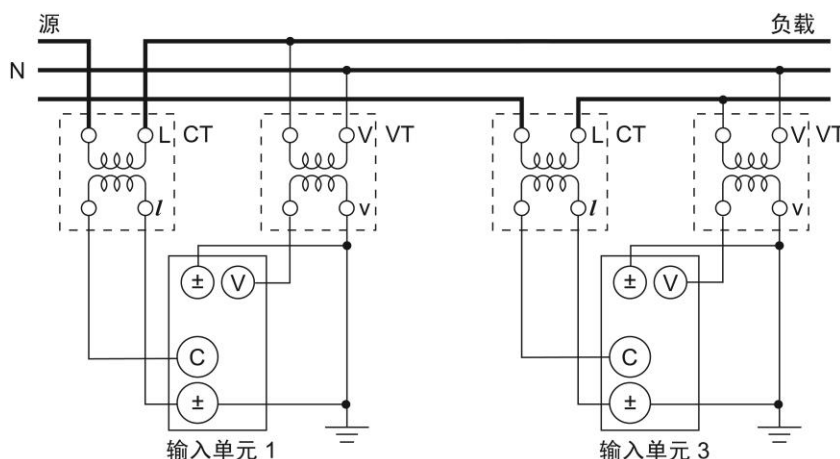 源 负载
N
L CT V VT L CT V VT
l v l v
± V ± V
C C
± ±
输入单元 1 输入单元 3